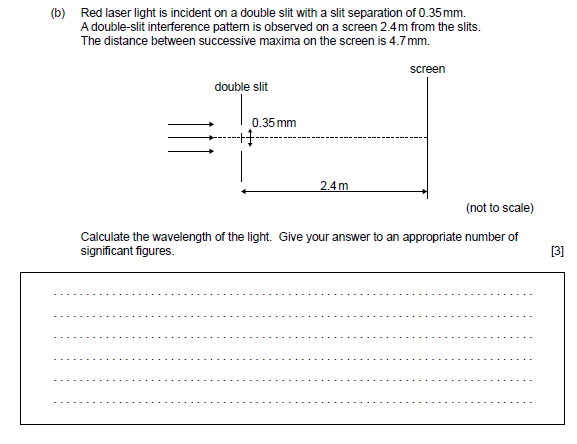 (b) Red laser light is incident on a double slit with a slit separation of 0.35 mm.
A double-slit interference pattern is observed on a screen 2.4 m from the slits.
The distance between successive maxima on the screen is 4.7 mm.
screen
double slit
0.35 mm
2.4 m
(not to scale)
Calculate the wavelength of the light. Give your answer to an appropriate number of
significant figures. [3]